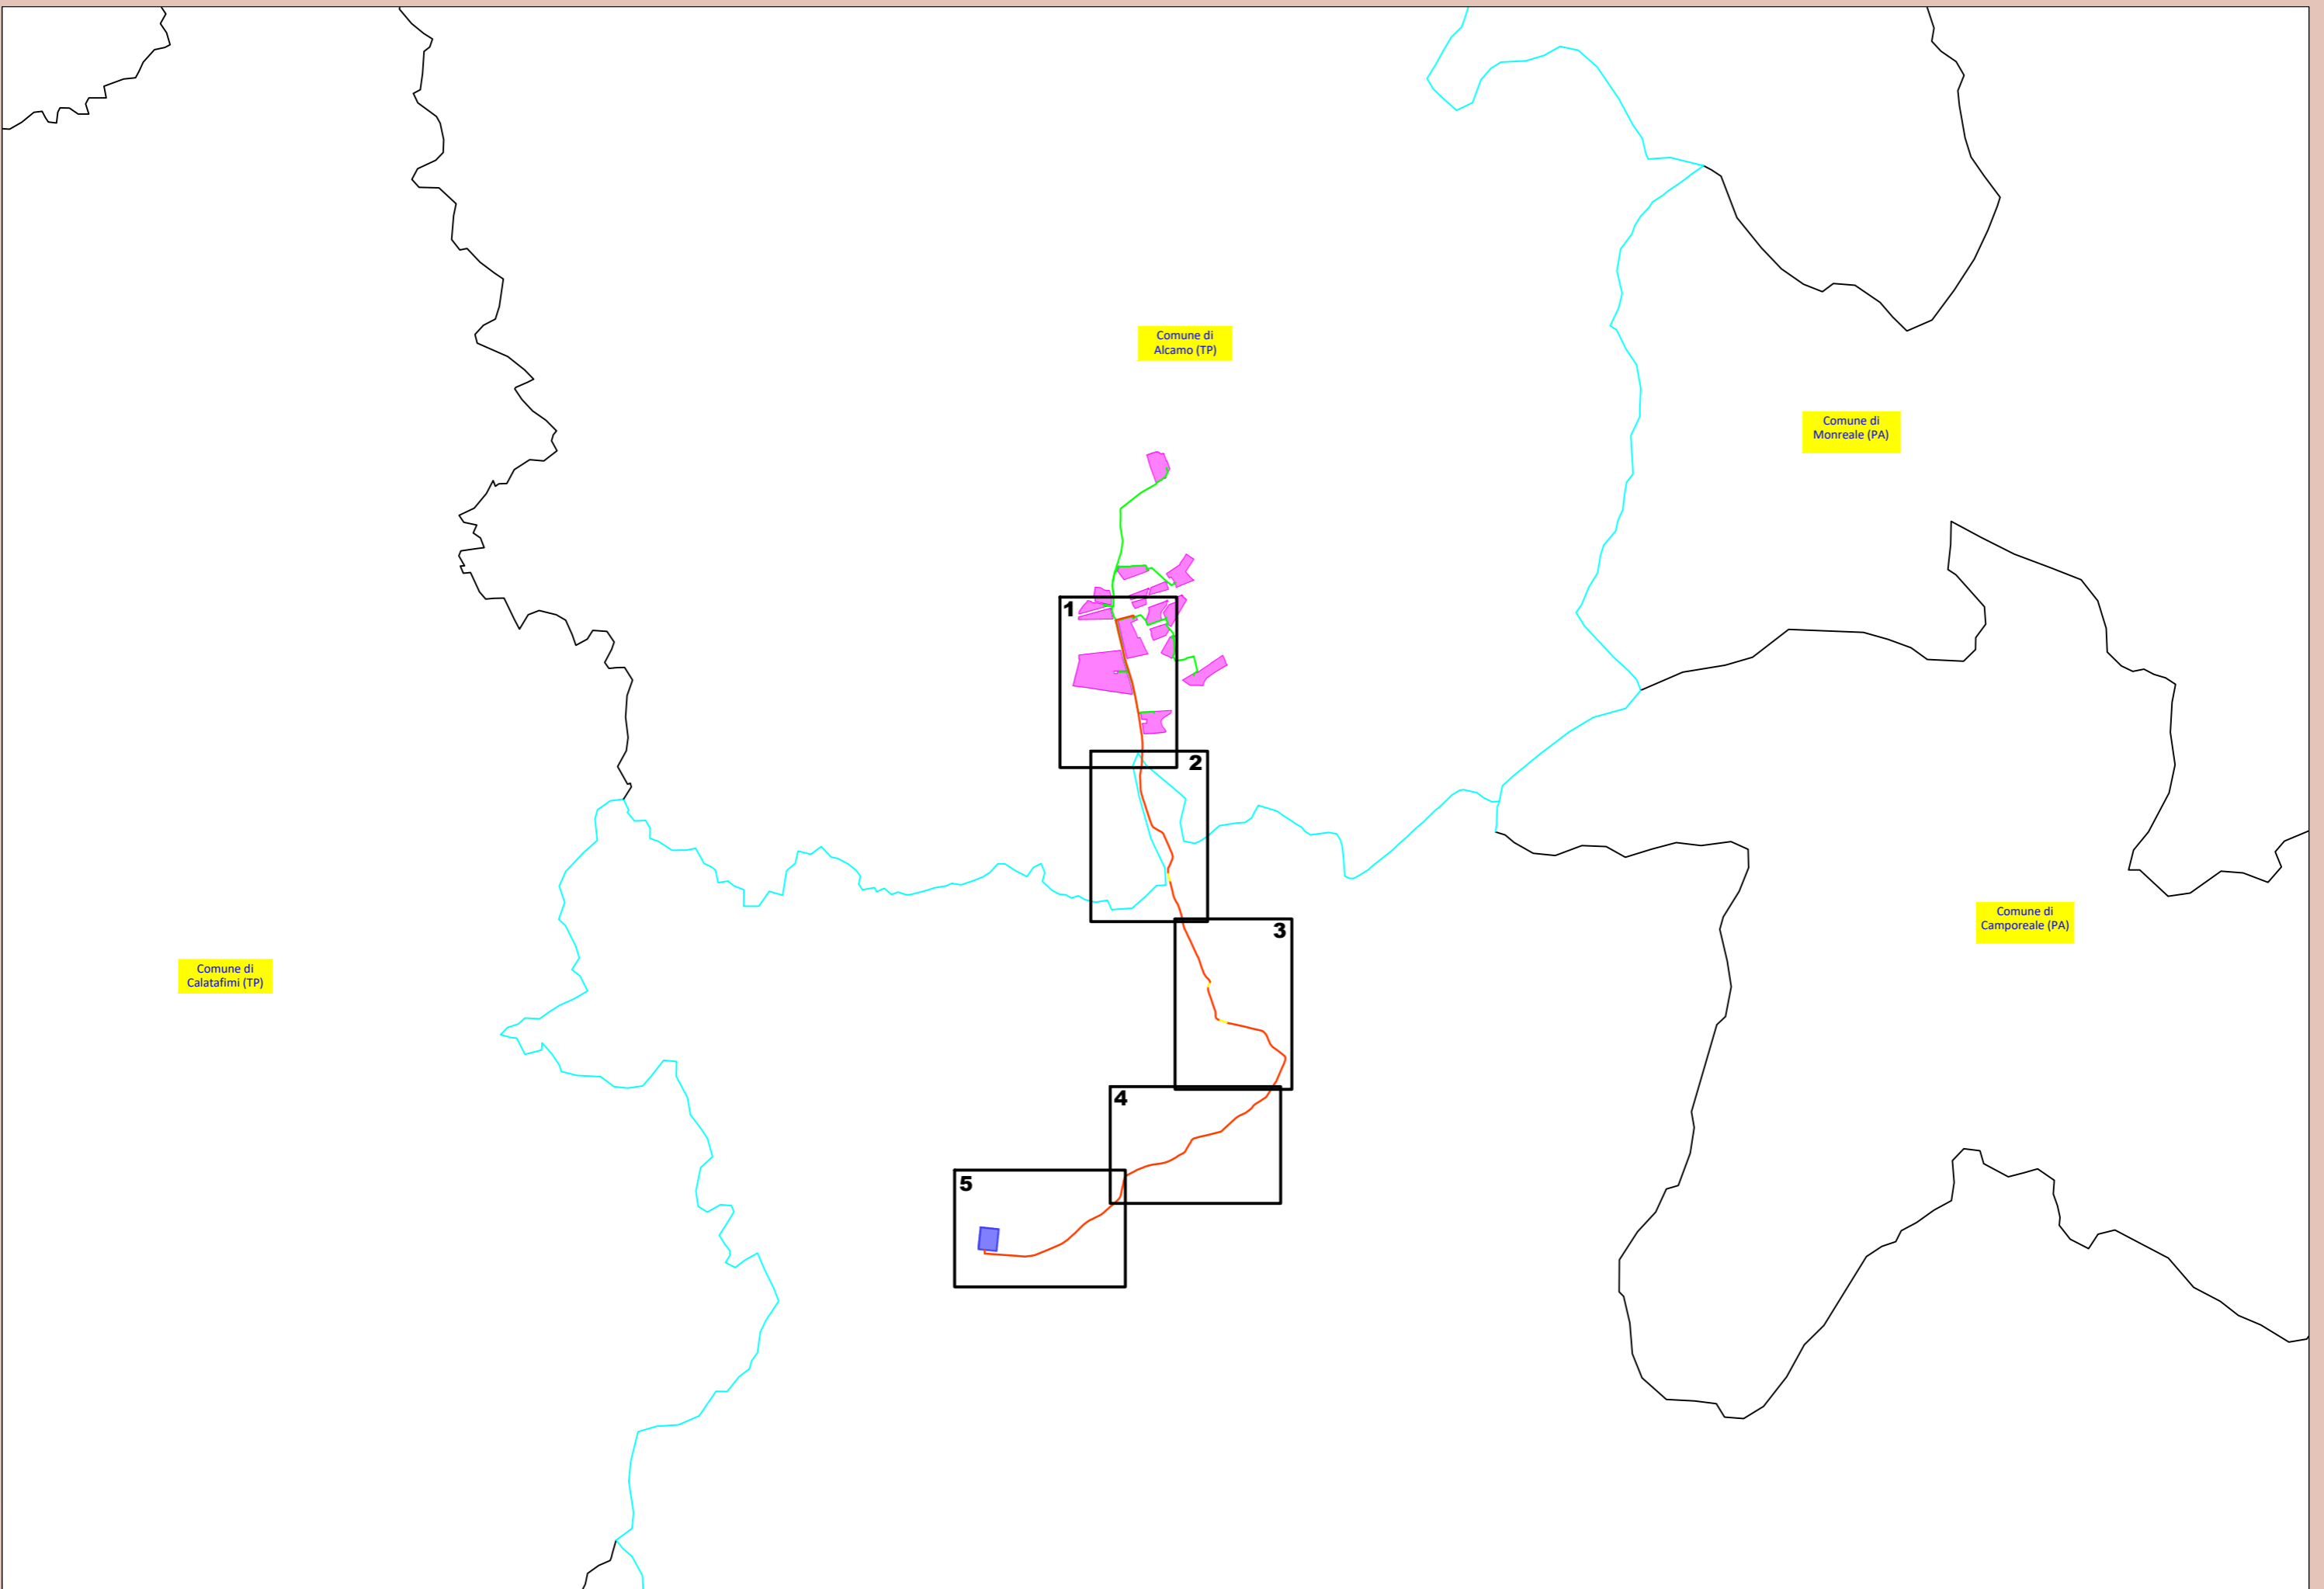 Comune di
Alcamo (TP)
Comune di
Monreale (PA)
1
2
Comune di
Camporeale (PA)
3
Comune di
Calatafimi (TP)
4
5